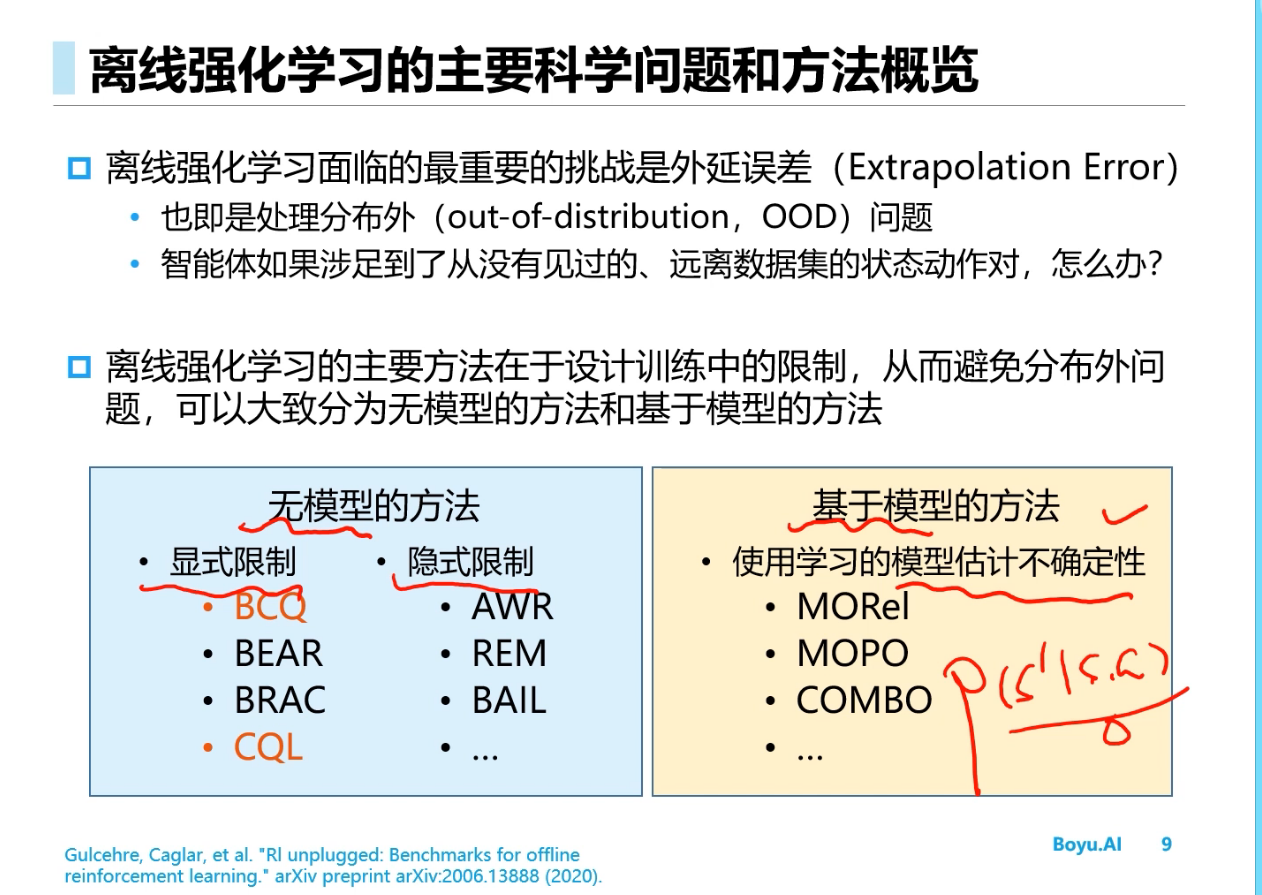 离线强化学习的主要科学问题和方法概览
离线强化学习面临的最重要的挑战是外延误差（Extrapolation Error）
• 也即是处理分布外（out-of-distribution，OOD）问题
• 智能体如果涉足到了从没有见过的、远离数据集的状态动作对，怎么办？
离线强化学习的主要方法在于设计训练中的限制，从而避免分布外问
题，可以大致分为无模型的方法和基于模型的方法
无模型的方法
• 显式限制
• BCQ
• BEAR
• BRAC
• CQL
• 隐式限制
• AWR
• REM
• BAIL
• …
基于模型的方法
• 使用学习的模型估计不确定性
• MORel
• MOPO
• COMBO
• …
P(s'|s,a)
Gulcehre, Caglar, et al. "Rl unplugged: Benchmarks for offline
reinforcement learning." arXiv preprint arXiv:2006.13888 (2020).
Boyu.AI 9